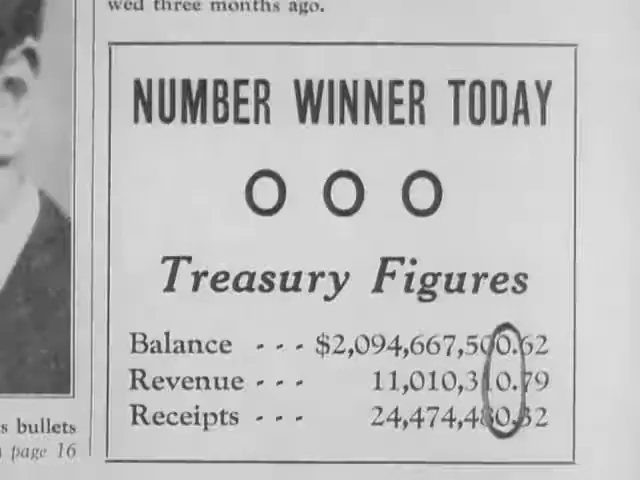 wed three months ago.
NUMBER WINNER TODAY
O O O
Treasury Figures
Balance - - - $2,094,667,500.62
Revenue - - - 11,010,310.79
Receipts - - - 24,474,480.32
s bullets
page 16